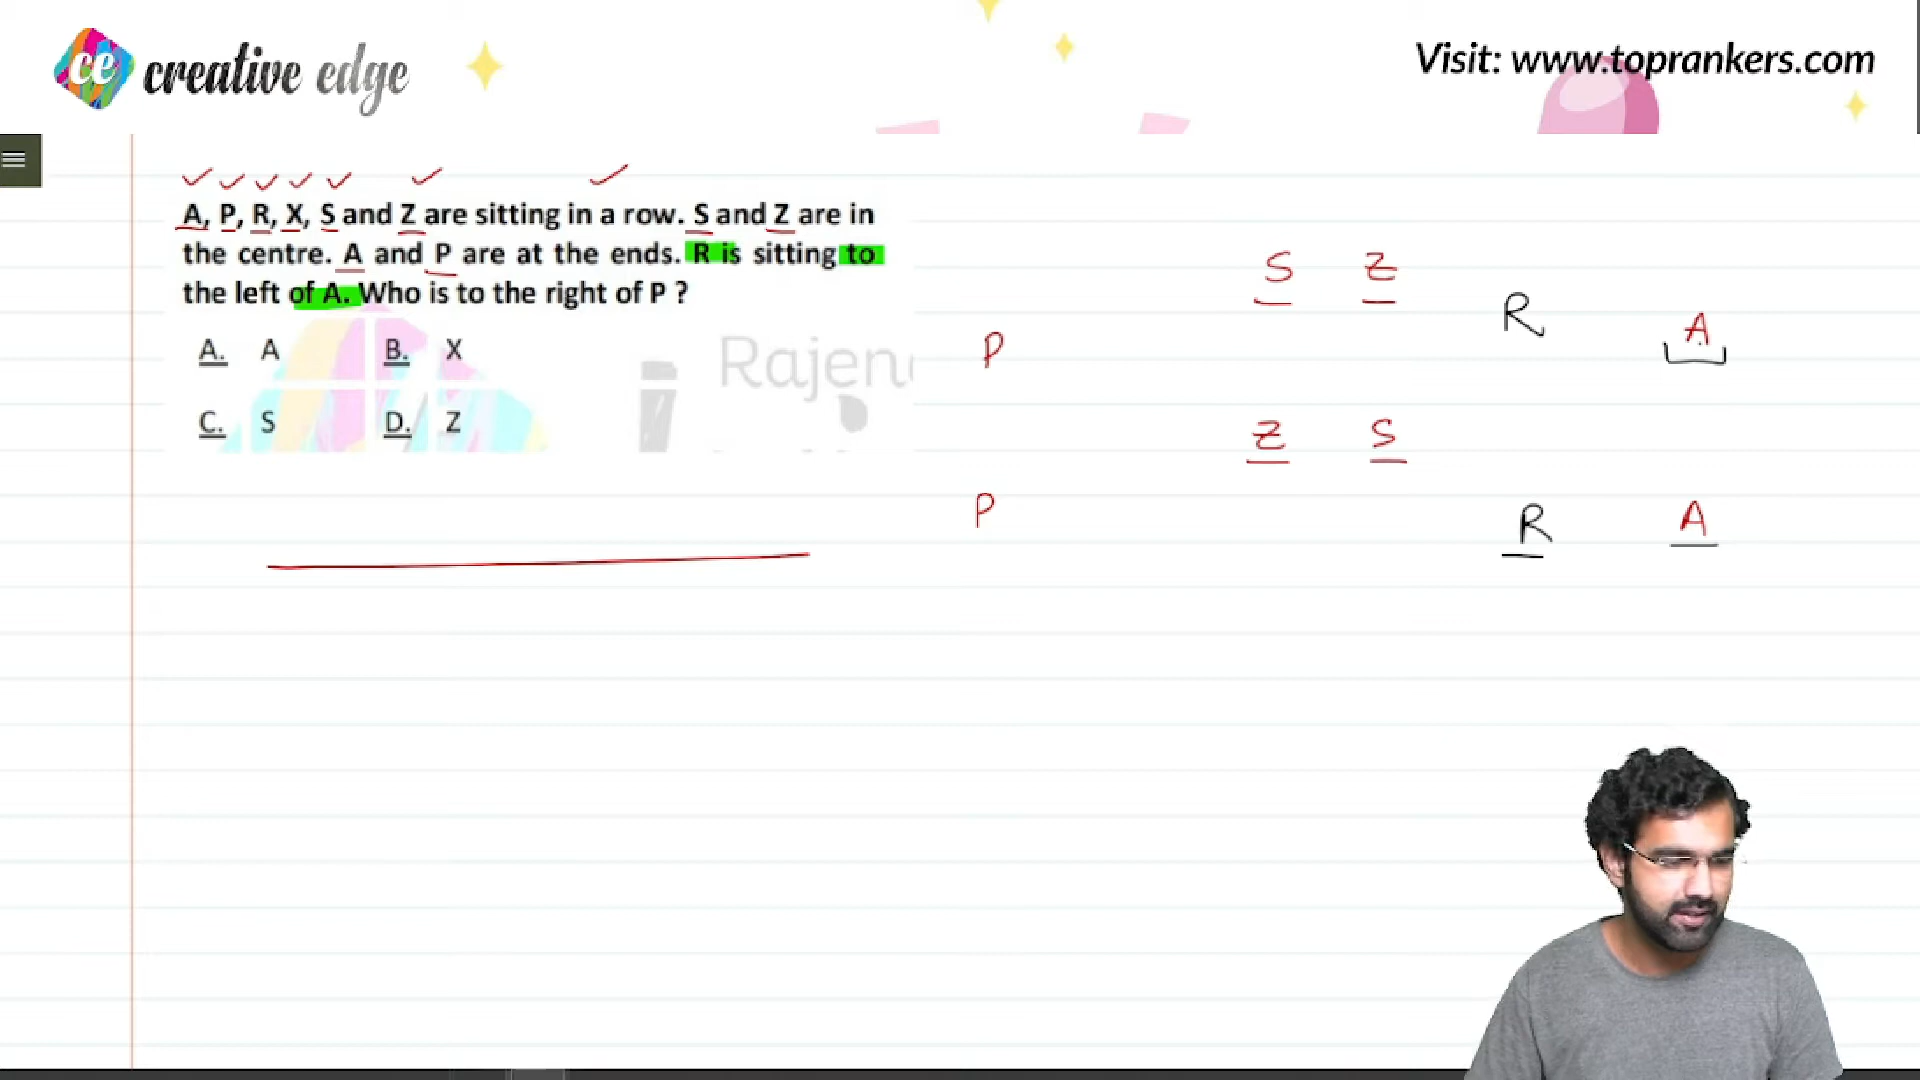 ce creative edge
Visit: www.toprankers.com
A, P, R, X, S and Z are sitting in a row. S and Z are in
the centre. A and P are at the ends. R is sitting to
the left of A. Who is to the right of P ?
A. A B. X
C. S D. Z
S Z
P R A
Z S
P R A